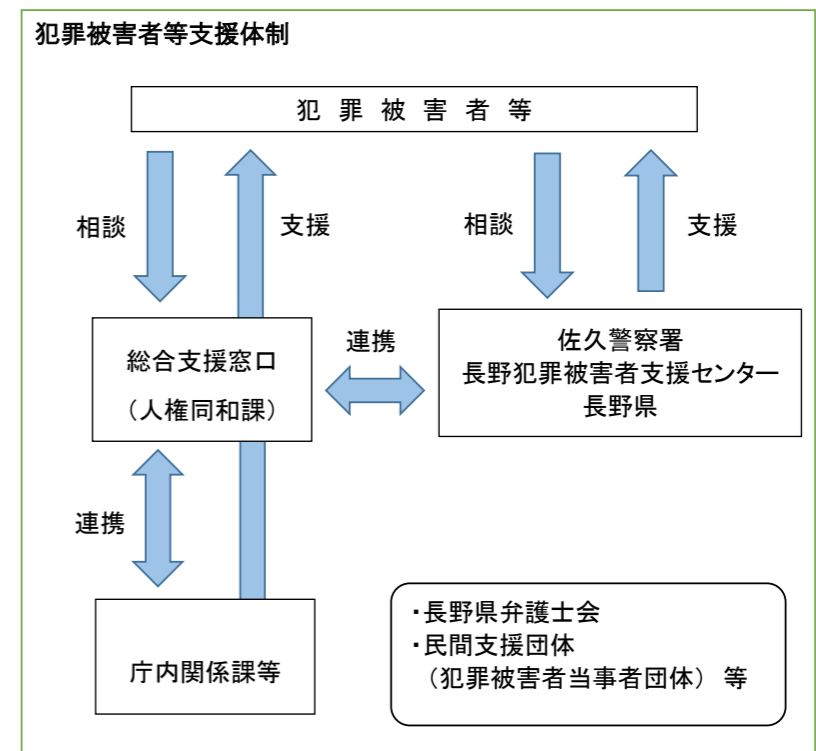 犯罪被害者等支援体制
犯罪被害者等
相談
支援
相談
支援
総合支援窓口
（人権同和課）
連携
佐久警察署
長野犯罪被害者支援センター
長野県
連携
庁内関係課等
・長野県弁護士会
・民間支援団体
（犯罪被害者当事者団体） 等